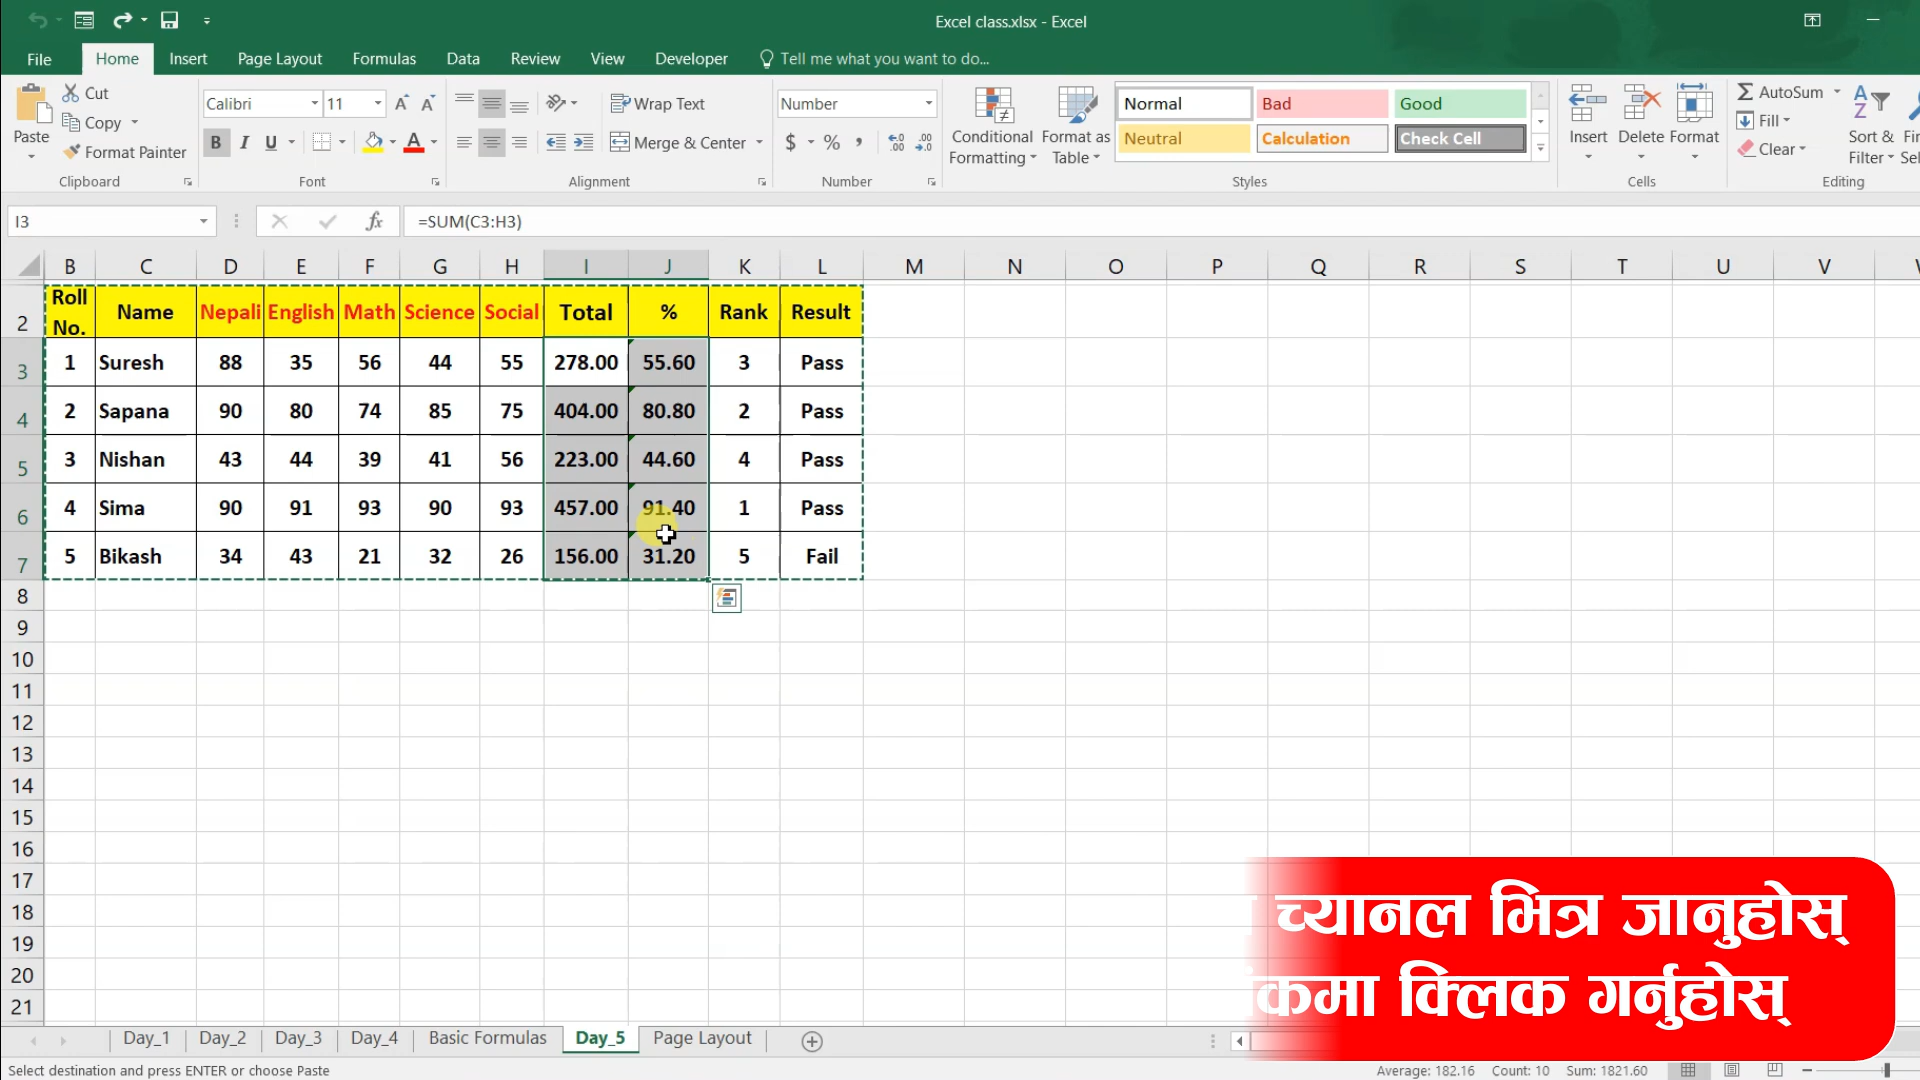 Excel class.xlsx - Excel
File Home Insert Page Layout Formulas Data Review View Developer Tell me what you want to do...
Paste Cut Copy Format Painter
Clipboard
Calibri 11
B I U A
Font
Wrap Text
Merge & Center
Alignment
Number
$ % ,
Number
Conditional Formatting
Format as Table
Normal Bad Good
Neutral Calculation Check Cell
Styles
Insert Delete Format
Cells
AutoSum
Fill
Clear
Sort & Filter
Editing
I3 fx =SUM(C3:H3)
B C D E F G H I J K L M N O P Q R S T U V
2 Roll No. Name Nepali English Math Science Social Total % Rank Result
3 1 Suresh 88 35 56 44 55 278.00 55.60 3 Pass
4 2 Sapana 90 80 74 85 75 404.00 80.80 2 Pass
5 3 Nishan 43 44 39 41 56 223.00 44.60 4 Pass
6 4 Sima 90 91 93 90 93 457.00 91.40 1 Pass
7 5 Bikash 34 43 21 32 26 156.00 31.20 5 Fail
8
9
10
11
12
13
14
15
16
17
18
19
20
21
च्यानल भित्र जानुहोस्
क्लिक गर्नुहोस्
Day_1 Day_2 Day_3 Day_4 Basic Formulas Day_5 Page Layout
Select destination and press ENTER or choose Paste
Average: 182.16 Count: 10 Sum: 1821.60